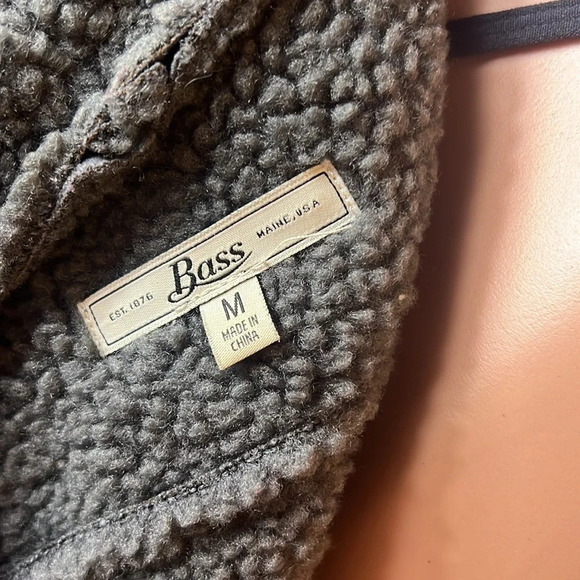 EST. 1876 Bass MAINE, USA
M
MADE IN
CHINA